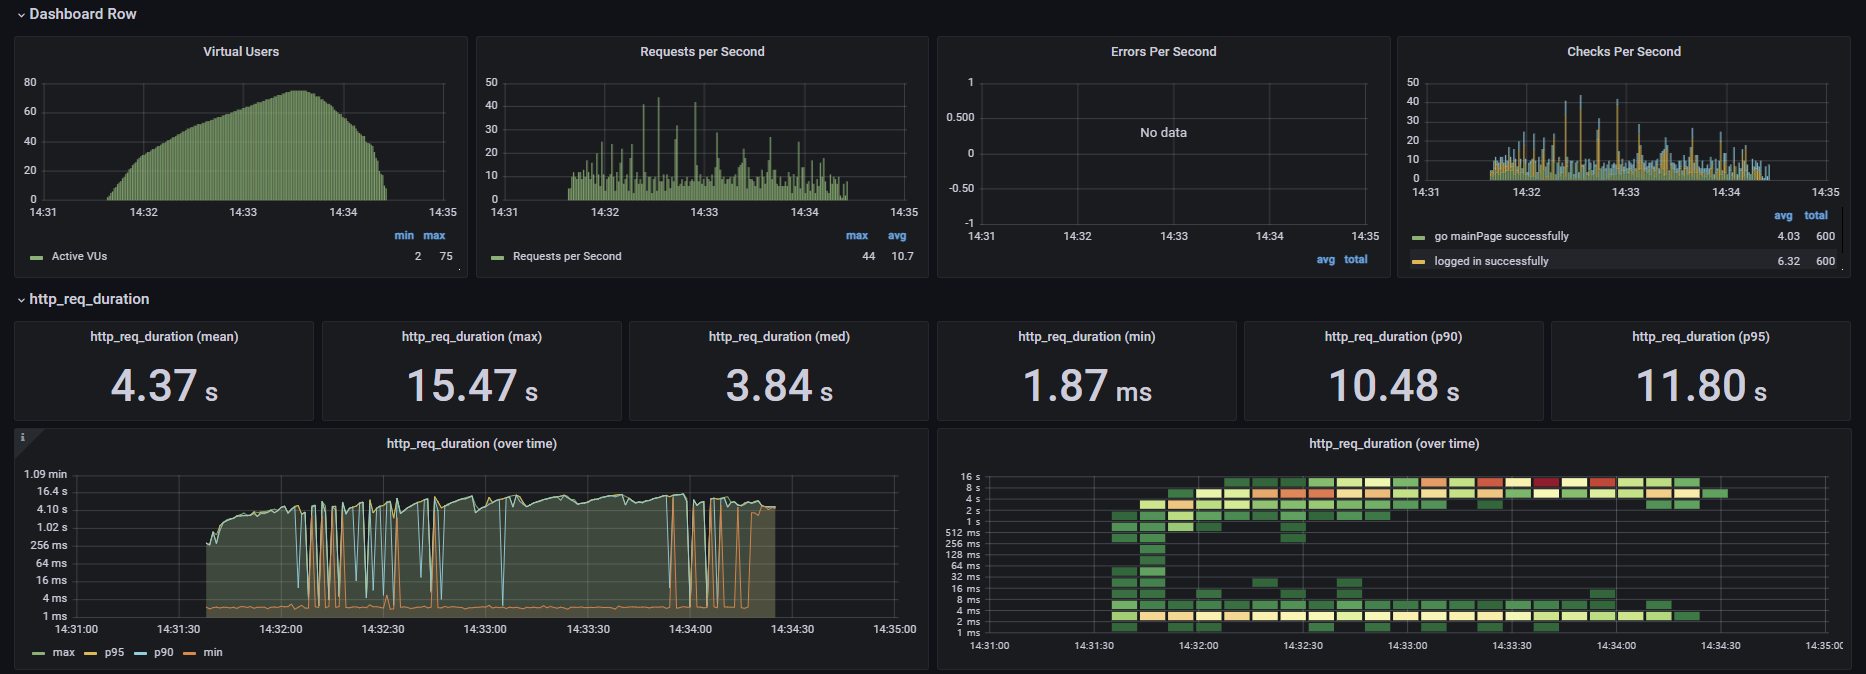 Dashboard Row
Virtual Users
80
60
40
20
0
14:31 14:32 14:33 14:34 14:35
min max
Active VUs 2 75
Requests per Second
50
40
30
20
10
0
14:31 14:32 14:33 14:34 14:35
max avg
Requests per Second 44 10.7
Errors Per Second
1
0.500
0
-0.50
-1
No data
14:31 14:32 14:33 14:34 14:35
avg total
Checks Per Second
50
40
30
20
10
0
14:31 14:32 14:33 14:34 14:35
avg total
go mainPage successfully 4.03 600
logged in successfully 6.32 600
http_req_duration
http_req_duration (mean)
4.37 s
http_req_duration (max)
15.47 s
http_req_duration (med)
3.84 s
http_req_duration (min)
1.87 ms
http_req_duration (p90)
10.48 s
http_req_duration (p95)
11.80 s
i
http_req_duration (over time)
1.09 min
16.4 s
4.10 s
1.02 s
256 ms
64 ms
16 ms
4 ms
1 ms
14:31:00 14:31:30 14:32:00 14:32:30 14:33:00 14:33:30 14:34:00 14:34:30 14:35:00
max p95 p90 min
http_req_duration (over time)
16 s
8 s
4 s
2 s
1 s
512 ms
256 ms
128 ms
64 ms
32 ms
16 ms
8 ms
4 ms
2 ms
1 ms
14:31:00 14:31:30 14:32:00 14:32:30 14:33:00 14:33:30 14:34:00 14:34:30 14:35:00